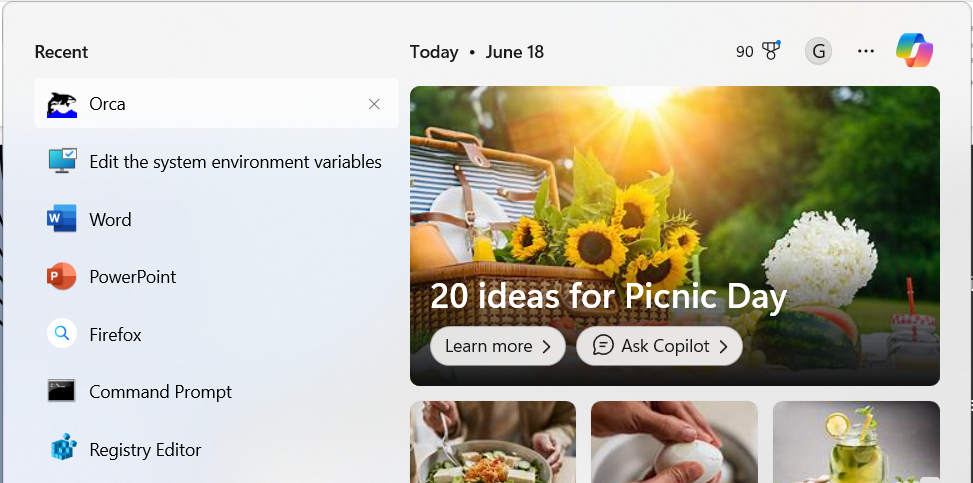 Recent
Today • June 18
90
G
Orca
Edit the system environment variables
Word
PowerPoint
Firefox
Command Prompt
Registry Editor
20 ideas for Picnic Day
Learn more
Ask Copilot